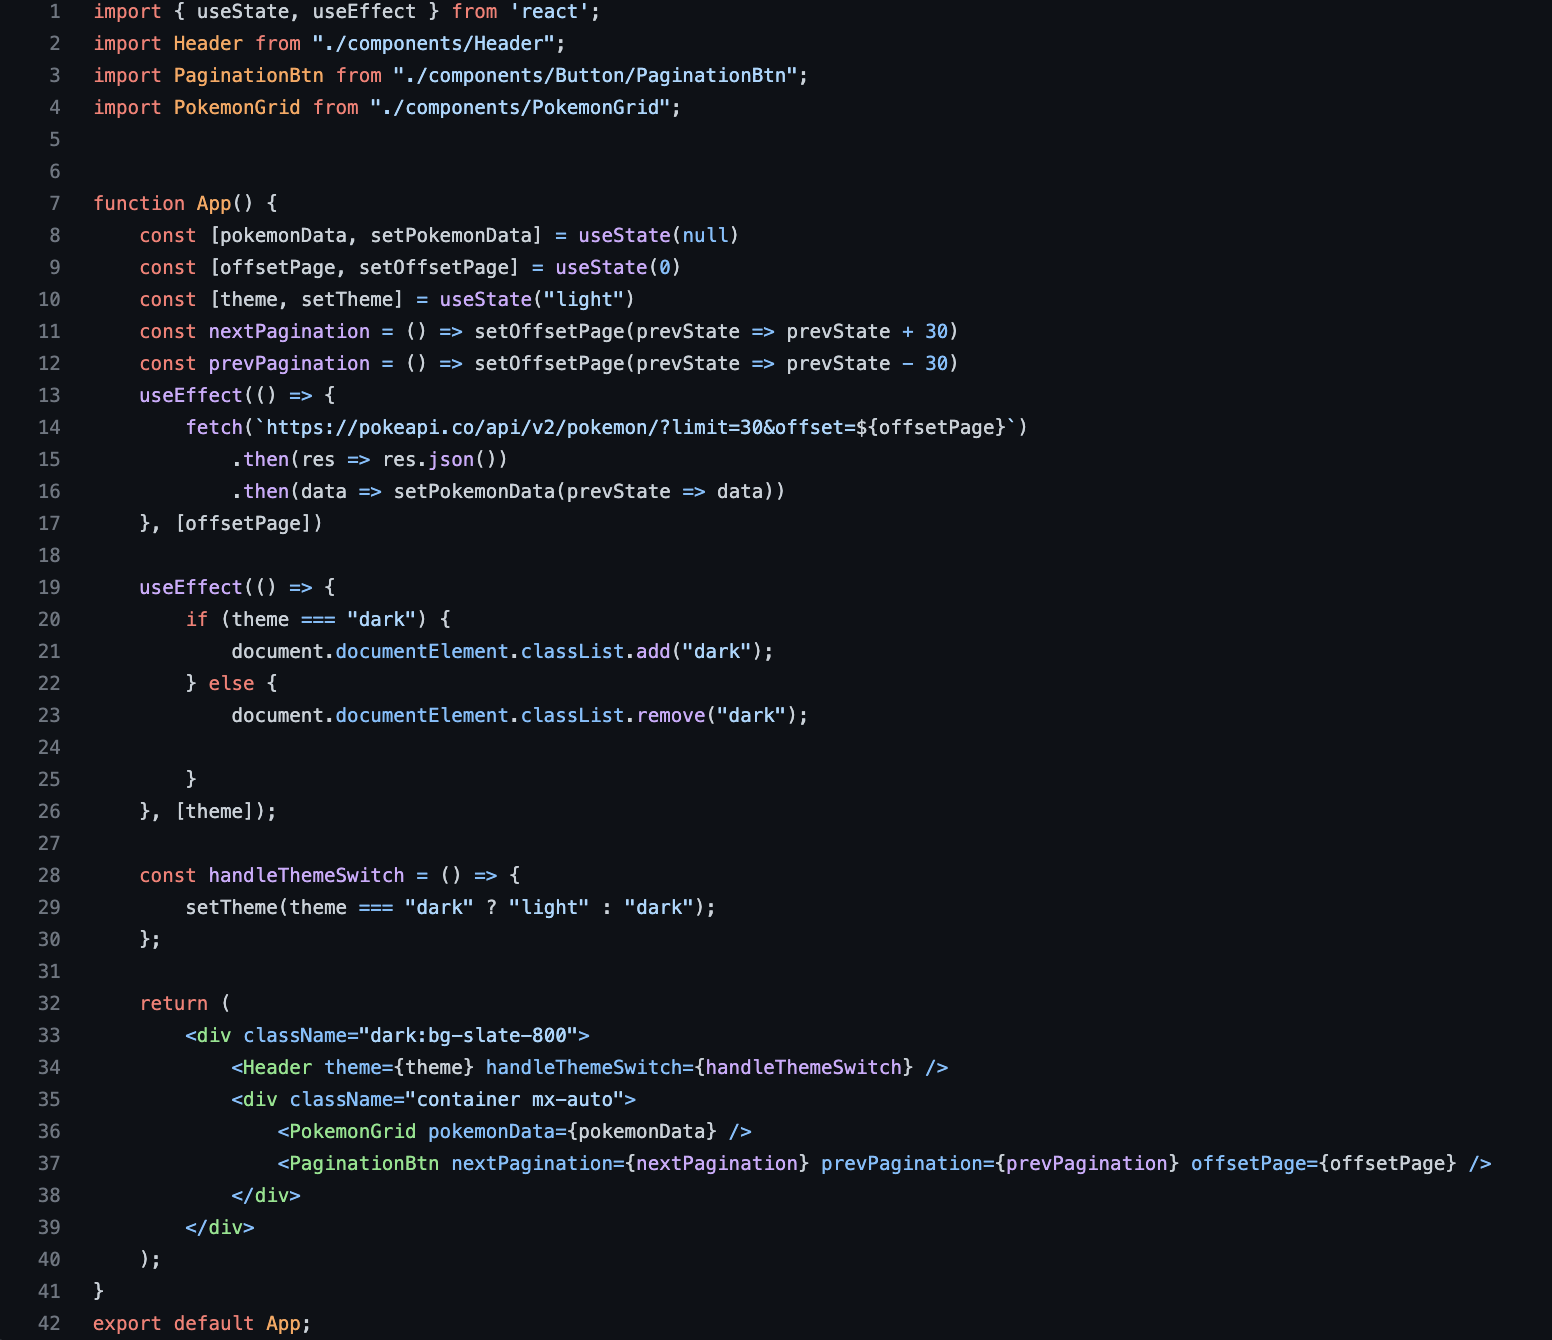 1 import { useState, useEffect } from 'react';
2 import Header from "./components/Header";
3 import PaginationBtn from "./components/Button/PaginationBtn";
4 import PokemonGrid from "./components/PokemonGrid";
5
6
7 function App() {
8     const [pokemonData, setPokemonData] = useState(null)
9     const [offsetPage, setOffsetPage] = useState(0)
10     const [theme, setTheme] = useState("light")
11     const nextPagination = () => setOffsetPage(prevState => prevState + 30)
12     const prevPagination = () => setOffsetPage(prevState => prevState - 30)
13     useEffect(() => {
14         fetch(`https://pokeapi.co/api/v2/pokemon/?limit=30&offset=${offsetPage}`)
15             .then(res => res.json())
16             .then(data => setPokemonData(prevState => data))
17     }, [offsetPage])
18
19     useEffect(() => {
20         if (theme === "dark") {
21             document.documentElement.classList.add("dark");
22         } else {
23             document.documentElement.classList.remove("dark");
24
25         }
26     }, [theme]);
27
28     const handleThemeSwitch = () => {
29         setTheme(theme === "dark" ? "light" : "dark");
30     };
31
32     return (
33         <div className="dark:bg-slate-800">
34             <Header theme={theme} handleThemeSwitch={handleThemeSwitch} />
35             <div className="container mx-auto">
36                 <PokemonGrid pokemonData={pokemonData} />
37                 <PaginationBtn nextPagination={nextPagination} prevPagination={prevPagination} offsetPage={offsetPage} />
38             </div>
39         </div>
40     );
41 }
42 export default App;